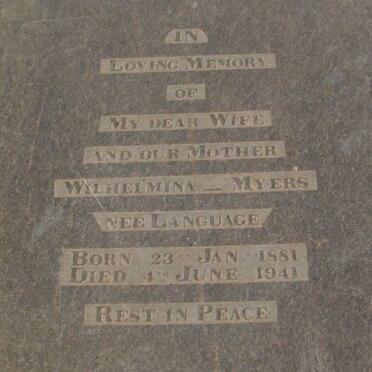 IN
LOVING MEMORY
OF
MY DEAR WIFE
AND OUR MOTHER
WILHELMINA — MYERS
NEE LANGUAGE
BORN 23RD JAN 1881
DIED 4TH JUNE 1941
REST IN PEACE